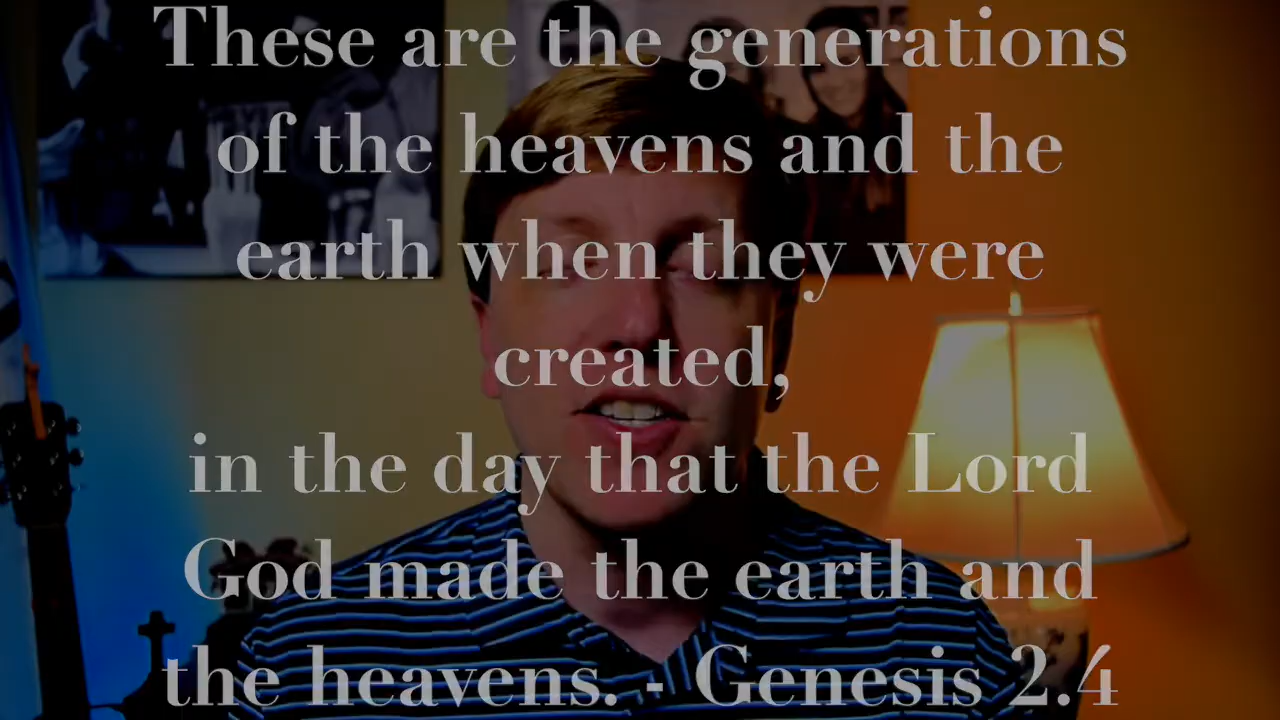 These are the generations
of the heavens and the
earth when they were
created,
in the day that the Lord
God made the earth and
the heavens. - Genesis 2.4